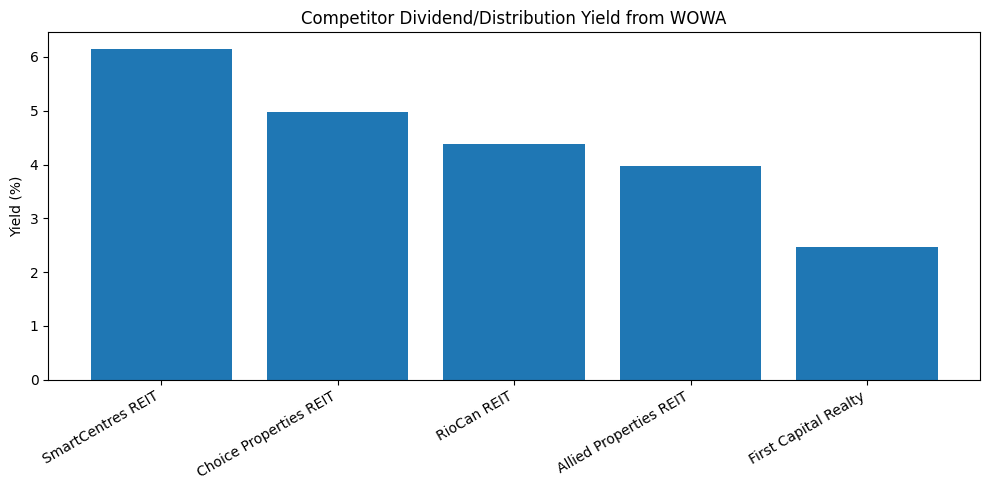 Competitor Dividend/Distribution Yield from WOWA
Yield (%)
6
5
4
3
2
1
0
SmartCentres REIT
Choice Properties REIT
RioCan REIT
Allied Properties REIT
First Capital Realty